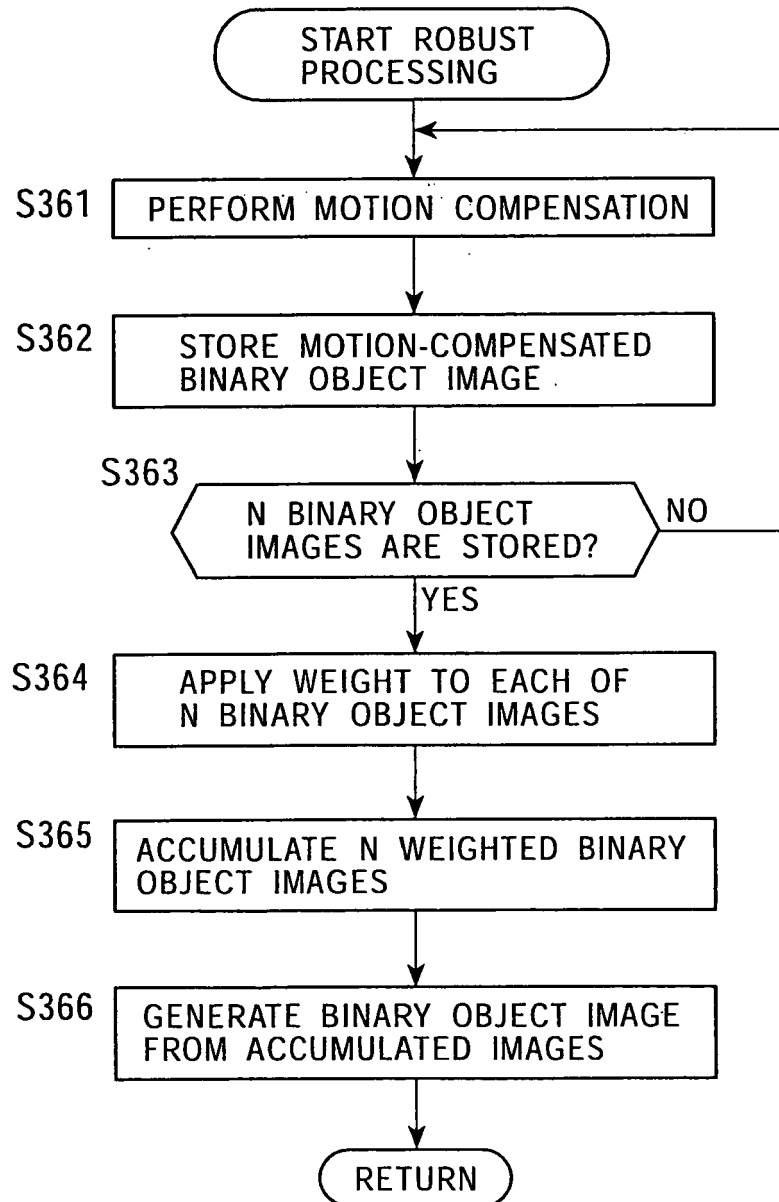 START ROBUST
PROCESSING
S361
PERFORM MOTION COMPENSATION
S362
STORE MOTION-COMPENSATED
BINARY OBJECT IMAGE
S363
N BINARY OBJECT
IMAGES ARE STORED?
NO
YES
S364
APPLY WEIGHT TO EACH OF
N BINARY OBJECT IMAGES
S365
ACCUMULATE N WEIGHTED BINARY
OBJECT IMAGES
S366
GENERATE BINARY OBJECT IMAGE
FROM ACCUMULATED IMAGES
RETURN